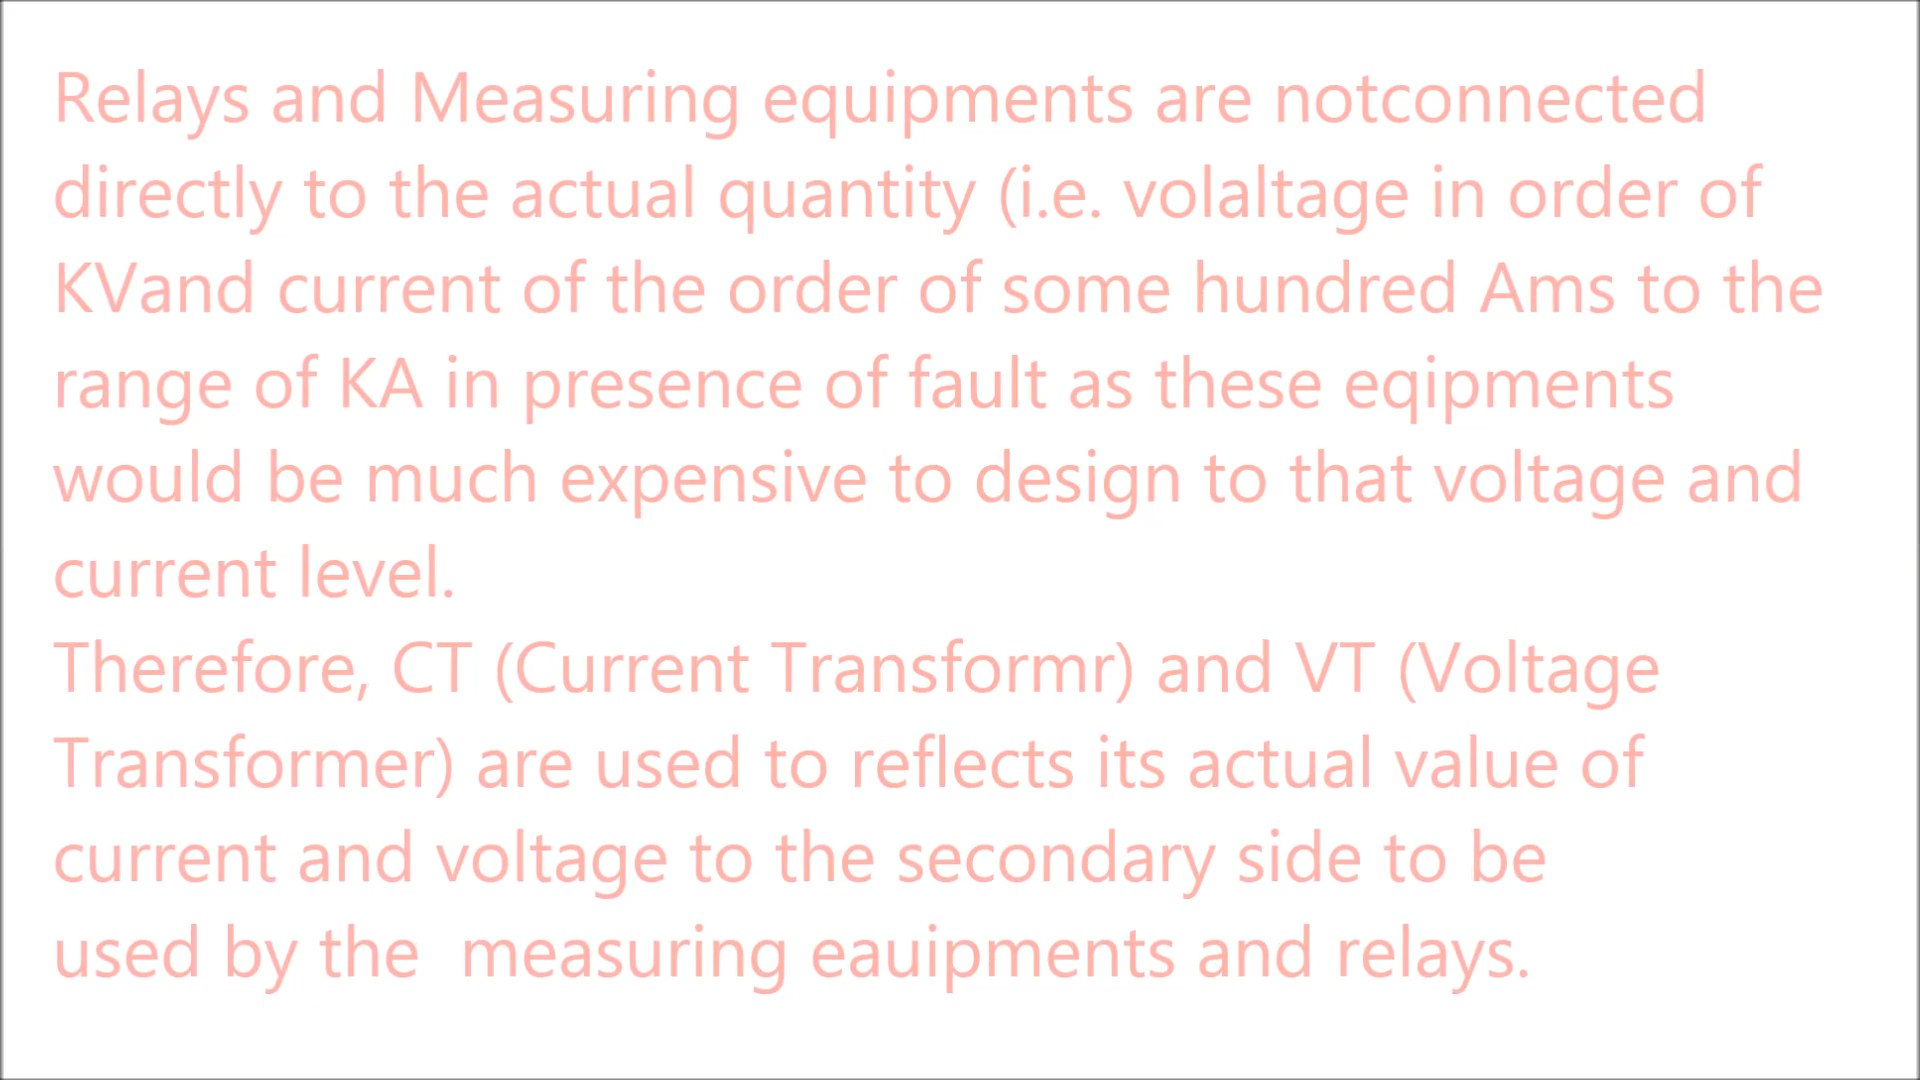 Relays and Measuring equipments are notconnected
directly to the actual quantity (i.e. volaltage in order of
KVand current of the order of some hundred Ams to the
range of KA in presence of fault as these eqipments
would be much expensive to design to that voltage and
current level.
Therefore, CT (Current Transformr) and VT (Voltage
Transformer) are used to reflects its actual value of
current and voltage to the secondary side to be
used by the  measuring eauipments and relays.